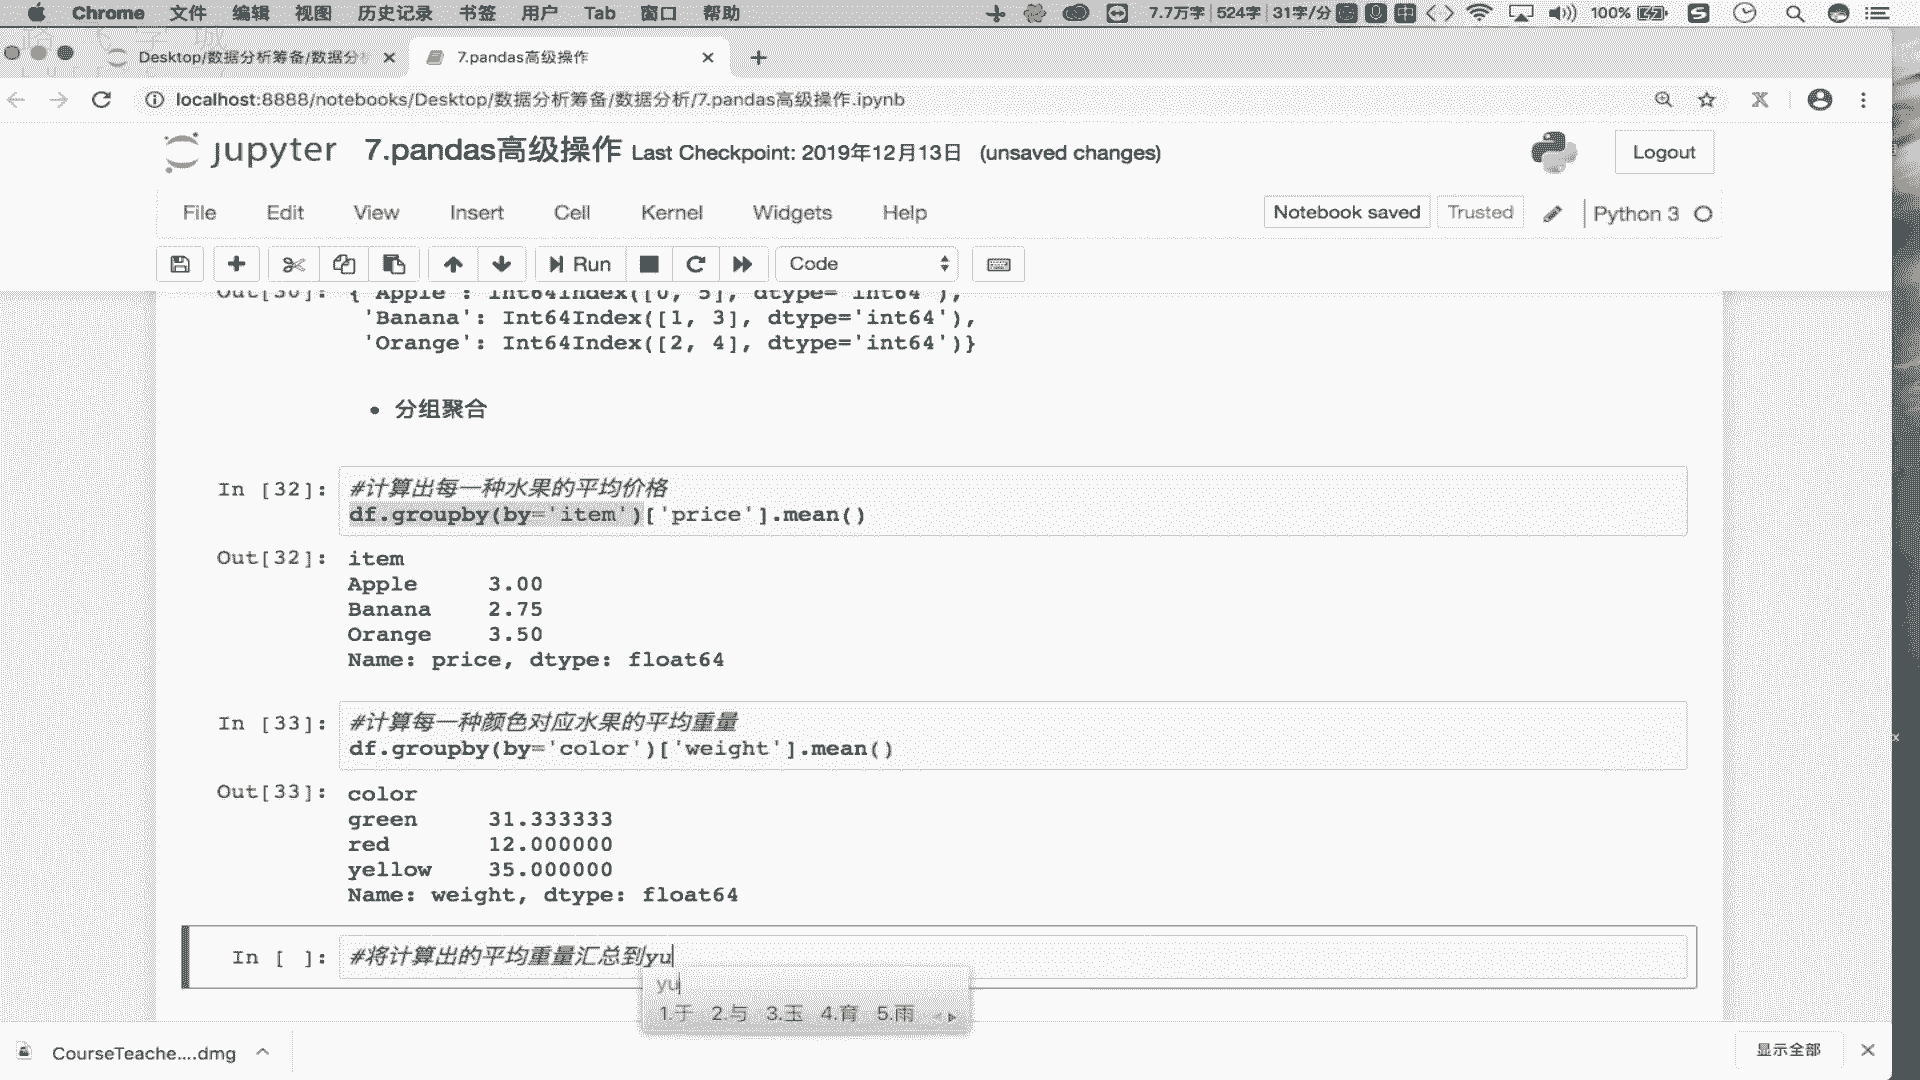 Chrome 文件 编辑 视图 历史记录 书签 用户 Tab 窗口 帮助 7.7万字 524字 31字/分 中 100%
Desktop/数据分析筹备/数据分 7.pandas高级操作
localhost:8888/notebooks/Desktop/数据分析筹备/数据分析/7.pandas高级操作.ipynb
jupyter 7.pandas高级操作 Last Checkpoint: 2019年12月13日 (unsaved changes) Logout
File Edit View Insert Cell Kernel Widgets Help Notebook saved Trusted Python 3
Run Code
Out[30]: {'Apple': Int64Index([0, 5], dtype='int64'),
'Banana': Int64Index([1, 3], dtype='int64'),
'Orange': Int64Index([2, 4], dtype='int64')}
• 分组聚合
In [32]: #计算出每一种水果的平均价格
df.groupby(by='item')['price'].mean()
Out[32]: item
Apple 3.00
Banana 2.75
Orange 3.50
Name: price, dtype: float64
In [33]: #计算每一种颜色对应水果的平均重量
df.groupby(by='color')['weight'].mean()
Out[33]: color
green 31.333333
red 12.000000
yellow 35.000000
Name: weight, dtype: float64
In [ ]: #将计算出的平均重量汇总到yu
yu
1.于 2.与 3.玉 4.育 5.雨
CourseTeache....dmg 显示全部